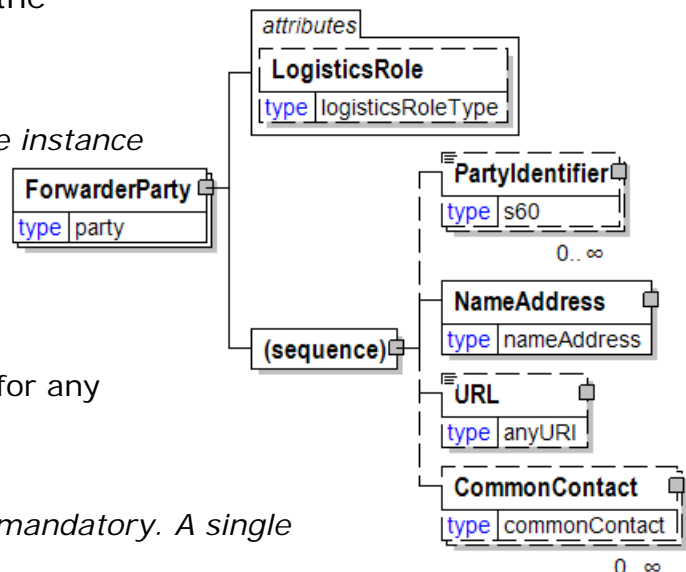 the
attributes
LogisticsRole
type logisticsRoleType
e instance
ForwarderParty
type party
PartyIdentifier
type s60
0.. ∞
NameAddress
type nameAddress
(sequence)
for any
URL
type anyURI
CommonContact
type commonContact
mandatory. A single
0.. ∞